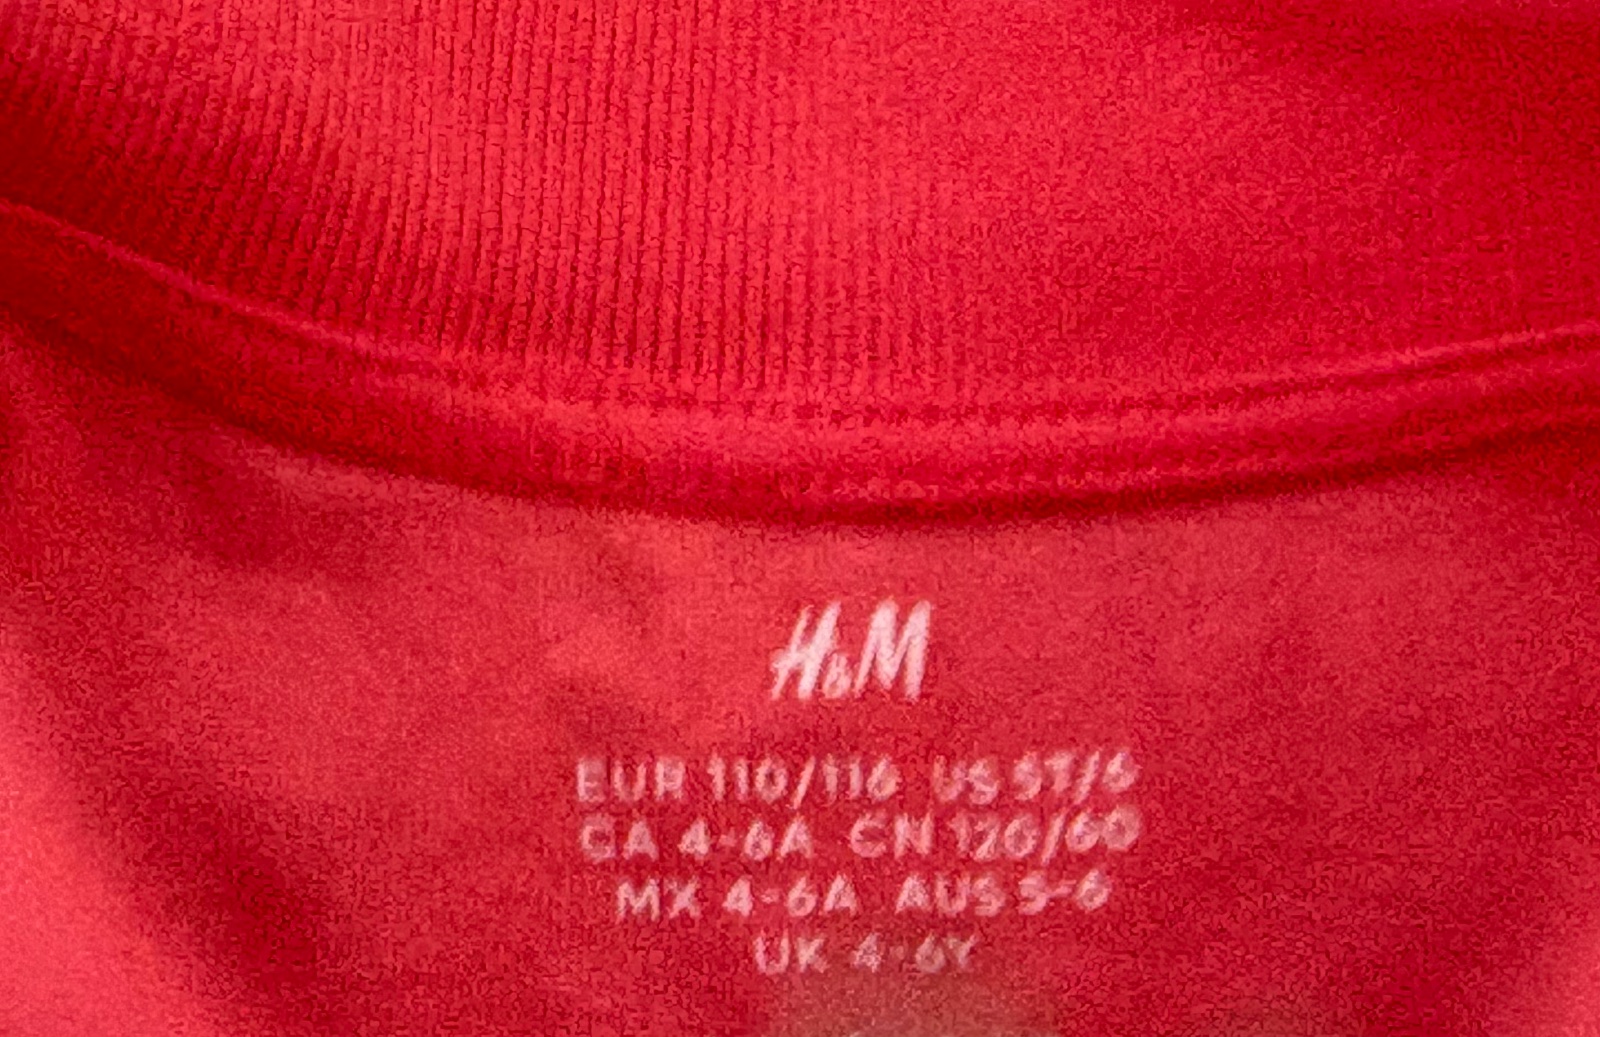 H&M
EUR 110/116 US 5T/6
CA 4-6A CN 120/60
MX 4-6A AUS 5-6
UK 4-6Y